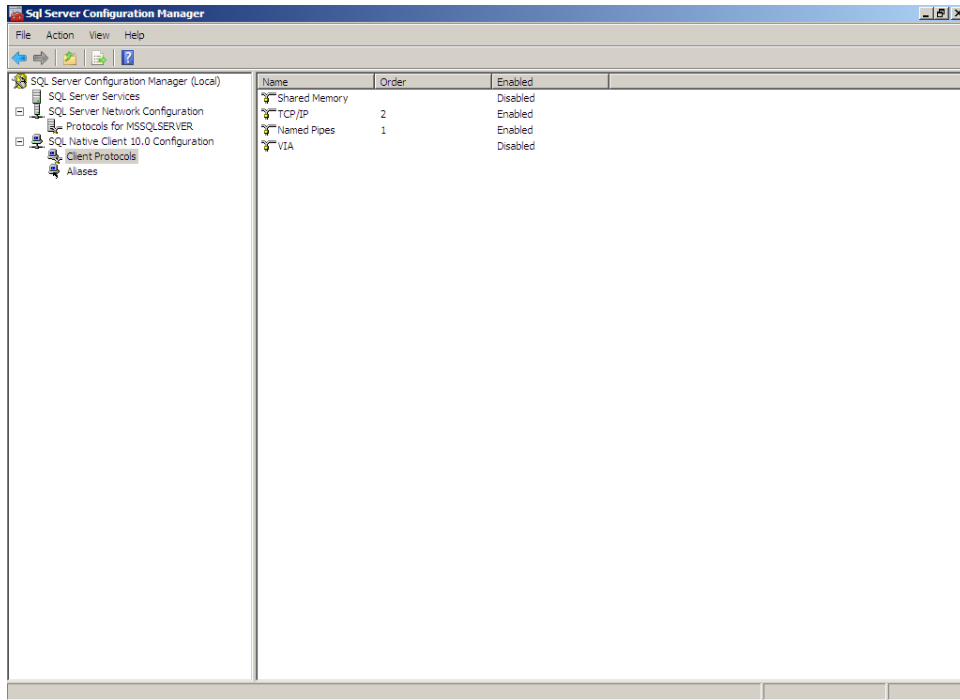 Sql Server Configuration Manager
File Action View Help
SQL Server Configuration Manager (Local)
SQL Server Services
SQL Server Network Configuration
Protocols for MSSQLSERVER
SQL Native Client 10.0 Configuration
Client Protocols
Aliases
Name Order Enabled
Shared Memory Disabled
TCP/IP 2 Enabled
Named Pipes 1 Enabled
VIA Disabled